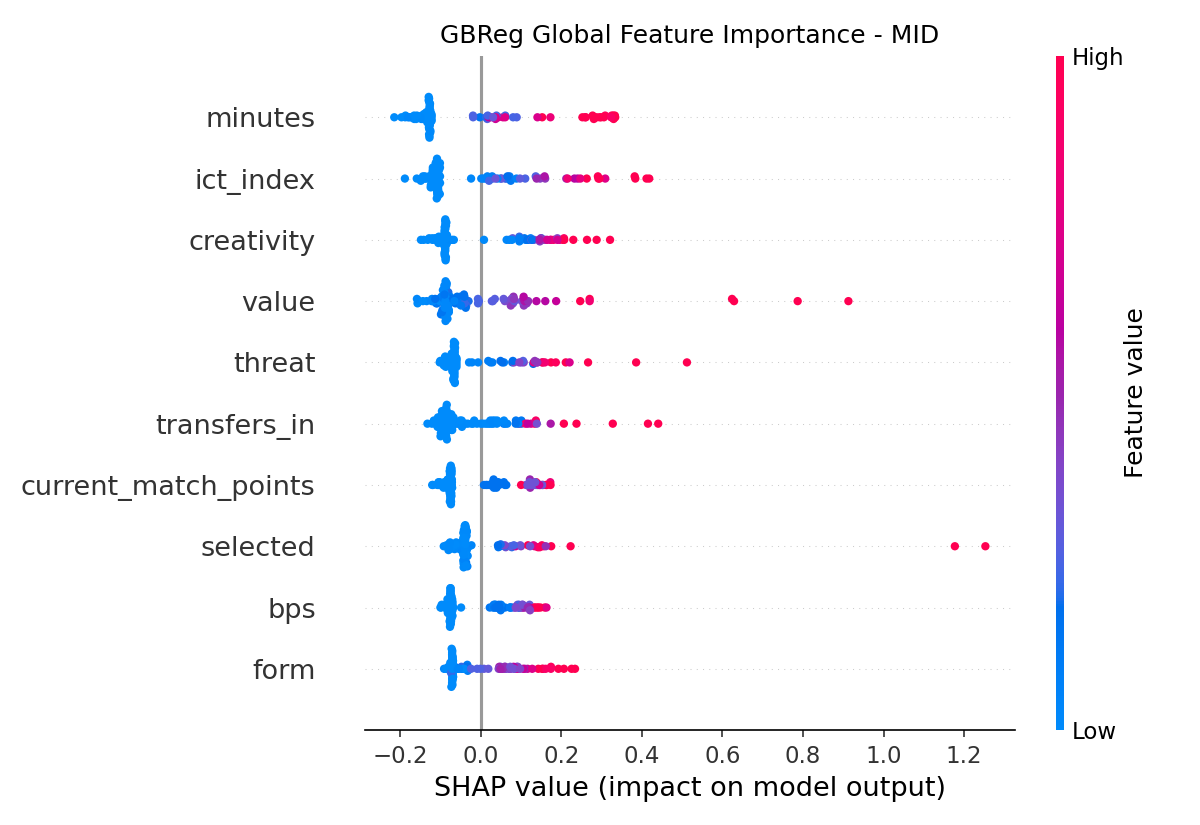 GBReg Global Feature Importance - MID
High
minutes
ict_index
creativity
value
threat
transfers_in
current_match_points
selected
bps
form
Feature value
Low
−0.2 0.0 0.2 0.4 0.6 0.8 1.0 1.2
SHAP value (impact on model output)